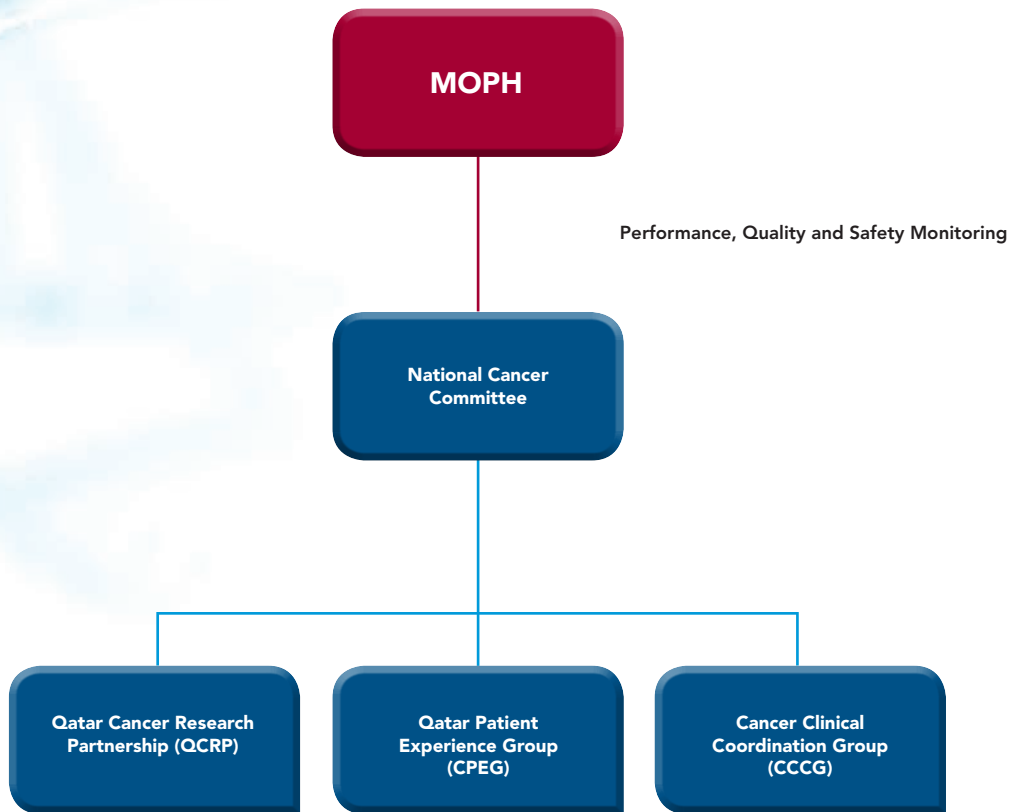 MOPH
Performance, Quality and Safety Monitoring
National Cancer
Committee
Qatar Cancer Research
Partnership (QCRP)
Qatar Patient
Experience Group
(CPEG)
Cancer Clinical
Coordination Group
(CCCG)